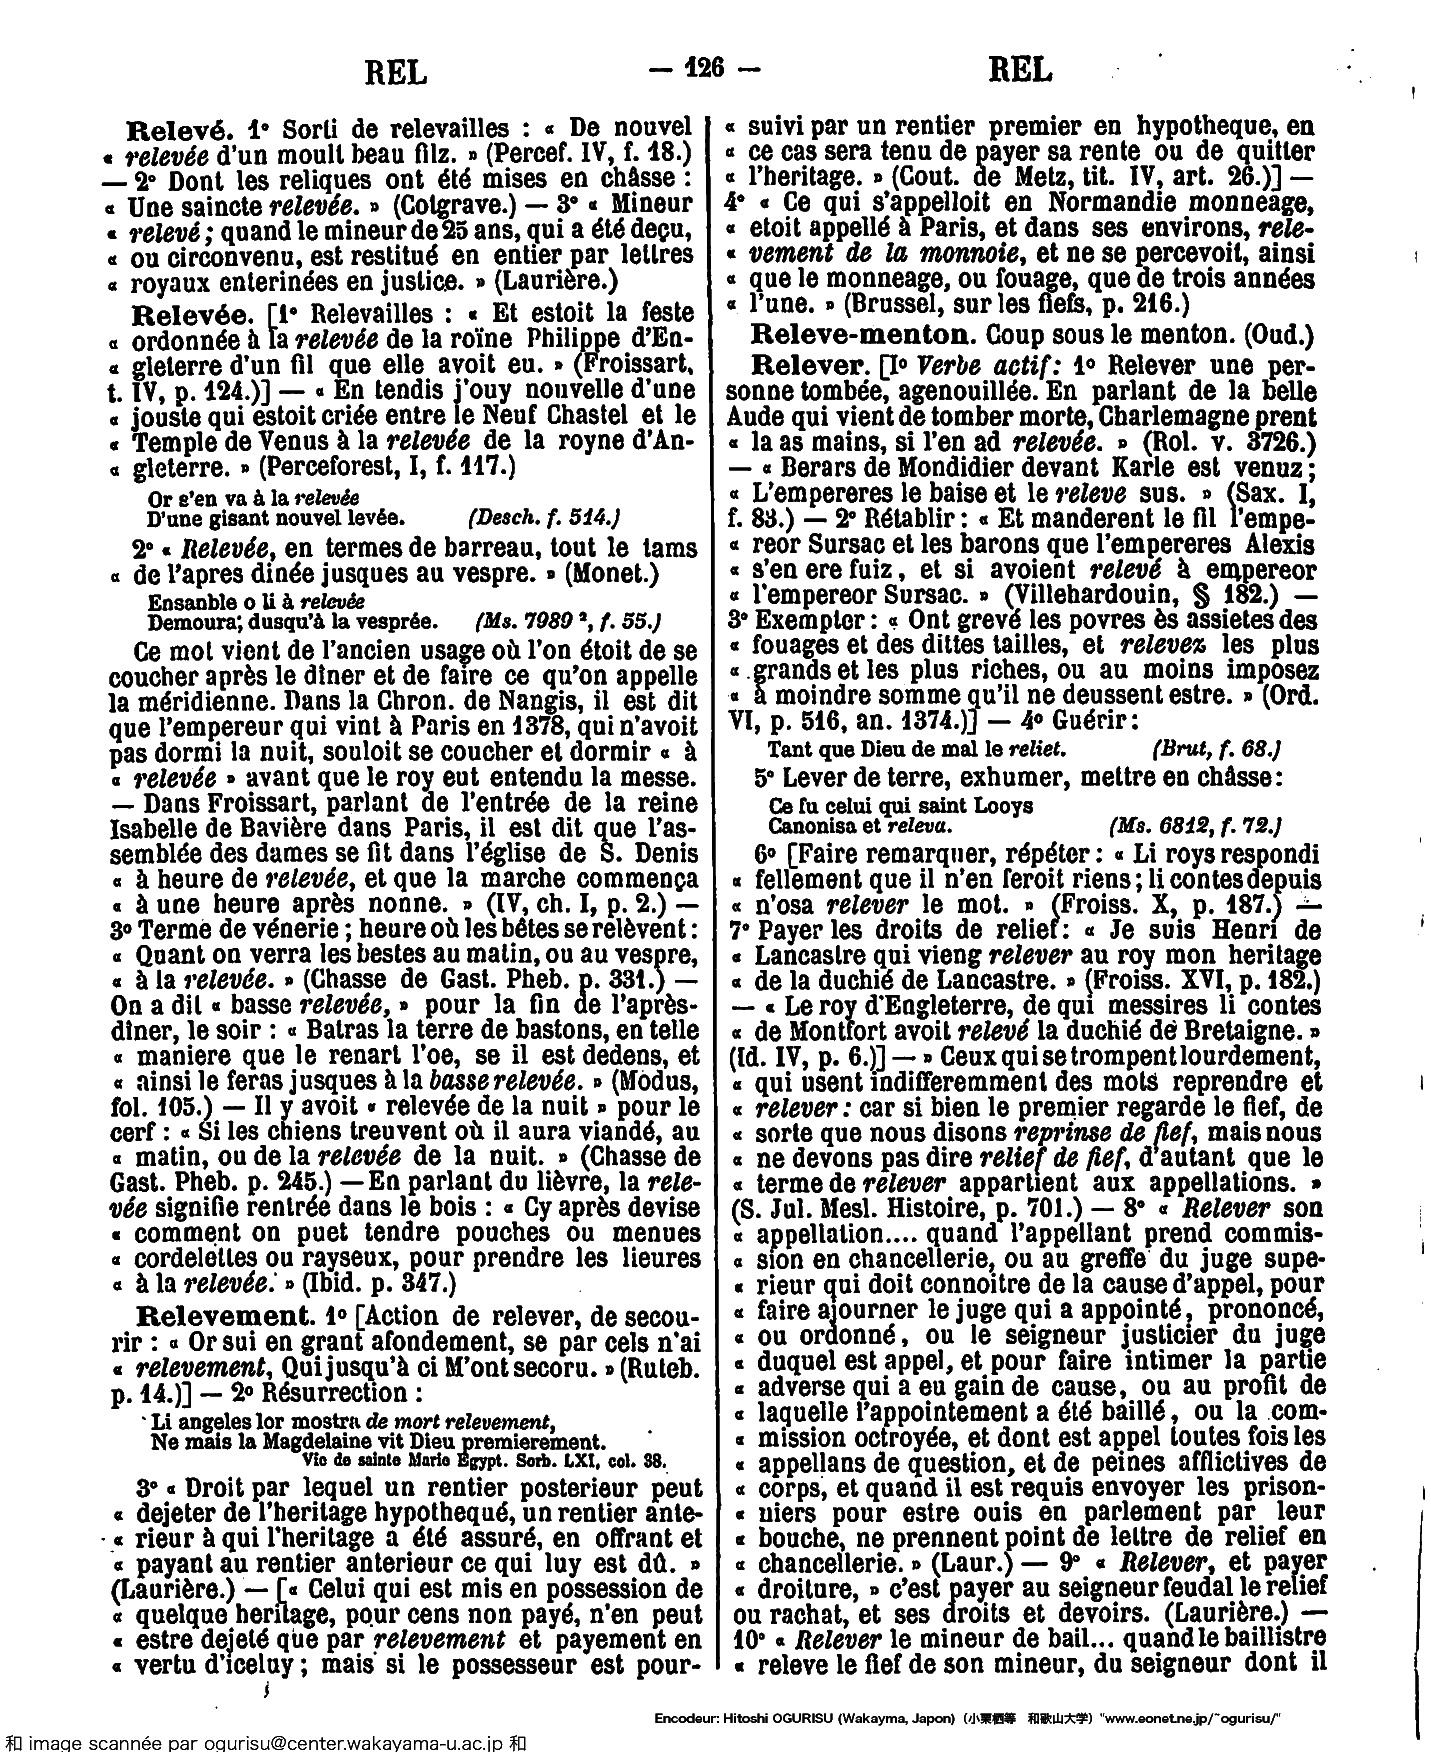 REL — 126 — REL
Relevé. 1° Sorti de relevailles : « De nouvel
« relevée d'un moult beau filz. » (Percef. IV, f. 18.)
— 2° Dont les reliques ont été mises en châsse :
« Une saincte relevée. » (Cotgrave.) — 3° « Mineur
« relevé ; quand le mineur de 25 ans, qui a été deçu,
« ou circonvenu, est restitué en entier par lettres
« royaux enterinées en justice. » (Laurière.)
Relevée. [1° Relevailles : « Et estoit la feste
« ordonnée à la relevée de la roïne Philippe d'En-
« gleterre d'un fil que elle avoit eu. » (Froissart,
t. IV, p. 124.)] — « En tendis j'ouy nouvelle d'une
« jouste qui estoit criée entre le Neuf Chastel et le
« Temple de Venus à la relevée de la royne d'An-
« gleterre. » (Perceforest, I, f. 117.)
Or s'en va à la relevée
D'une gisant nouvel levée. (Desch. f. 514.)
2° « Relevée, en termes de barreau, tout le tams
« de l'apres dinée jusques au vespre. » (Monet.)
Ensanble o li à relevée
Demoura; dusqu'à la vesprée. (Ms. 7989 ², f. 55.)
Ce mot vient de l'ancien usage où l'on étoit de se
coucher après le dîner et de faire ce qu'on appelle
la méridienne. Dans la Chron. de Nangis, il est dit
que l'empereur qui vint à Paris en 1378, qui n'avoit
pas dormi la nuit, souloit se coucher et dormir « à
« relevée » avant que le roy eut entendu la messe.
— Dans Froissart, parlant de l'entrée de la reine
Isabelle de Bavière dans Paris, il est dit que l'as-
semblée des dames se fit dans l'église de S. Denis
« à heure de relevée, et que la marche commença
« à une heure après nonne. » (IV, ch. I, p. 2.) —
3° Terme de vénerie ; heure où les bêtes se relèvent :
« Quant on verra les bestes au matin, ou au vespre,
« à la relevée. » (Chasse de Gast. Pheb. p. 331.) —
On a dit « basse relevée, » pour la fin de l'après-
dîner, le soir : « Batras la terre de bastons, en telle
« maniere que le renart l'oe, se il est dedens, et
« ainsi le feras jusques à la basse relevée. » (Modus,
fol. 105.) — Il y avoit « relevée de la nuit » pour le
cerf : « Si les chiens treuvent où il aura viandé, au
« matin, ou de la relevée de la nuit. » (Chasse de
Gast. Pheb. p. 245.) — En parlant du lièvre, la rele-
vée signifie rentrée dans le bois : « Cy après devise
« comment on puet tendre pouches ou menues
« cordelettes ou rayseux, pour prendre les lieures
« à la relevée. » (Ibid. p. 347.)
Relevement. 1° [Action de relever, de secou-
rir : « Or sui en grant afondement, se par cels n'ai
« relevement, Qui jusqu'à ci M'ont secoru. » (Ruteb.
p. 14.)] — 2° Résurrection :
Li angeles lor mostra de mort relevement,
Ne mais la Magdelaine vit Dieu premierement.
Vie de sainte Marie Egypt. Sorb. LXI, col. 38.
3° « Droit par lequel un rentier posterieur peut
« dejeter de l'heritage hypothequé, un rentier ante-
« rieur à qui l'heritage a été assuré, en offrant et
« payant au rentier anterieur ce qui luy est dû. »
(Laurière.) — [« Celui qui est mis en possession de
« quelque heritage, pour cens non payé, n'en peut
« estre dejeté que par relevement et payement en
« vertu d'iceluy ; mais si le possesseur est pour-
« suivi par un rentier premier en hypotheque, en
« ce cas sera tenu de payer sa rente ou de quitter
« l'heritage. » (Cout. de Metz, tit. IV, art. 26.)] —
4° « Ce qui s'appelloit en Normandie monneage,
« etoit appellé à Paris, et dans ses environs, rele-
« vement de la monnoie, et ne se percevoit, ainsi
« que le monneage, ou fouage, que de trois années
« l'une. » (Brussel, sur les fiefs, p. 216.)
Releve-menton. Coup sous le menton. (Oud.)
Relever. [I° Verbe actif : 1° Relever une per-
sonne tombée, agenouillée. En parlant de la belle
Aude qui vient de tomber morte, Charlemagne prent
« la as mains, si l'en ad relevée. » (Rol. v. 3726.)
— « Berars de Mondidier devant Karle est venuz ;
« L'empereres le baise et le releve sus. » (Sax. I,
f. 83.) — 2° Rétablir : « Et manderent le fil l'empe-
« reor Sursac et les barons que l'empereres Alexis
« s'en ere fuiz, et si avoient relevé à empereor
« l'empereor Sursac. » (Villehardouin, § 182.) —
3° Exempter : « Ont grevé les povres ès assietes des
« fouages et des dittes tailles, et relevez les plus
« grands et les plus riches, ou au moins imposez
« à moindre somme qu'il ne deussent estre. » (Ord.
VI, p. 516, an. 1374.)] — 4° Guérir :
Tant que Dieu de mal le reliet. (Brut, f. 68.)
5° Lever de terre, exhumer, mettre en châsse :
Ce fu celui qui saint Looys
Canonisa et releva. (Ms. 6812, f. 72.)
6° [Faire remarquer, répéter : « Li roys respondi
« fellement que il n'en feroit riens ; li contes depuis
« n'osa relever le mot. » (Froiss. X, p. 187.) —
7° Payer les droits de relief : « Je suis Henri de
« Lancastre qui vieng relever au roy mon heritage
« de la duchié de Lancastre. » (Froiss. XVI, p. 182.)
— « Le roy d'Engleterre, de qui messires li contes
« de Montfort avoit relevé la duchié de Bretaigne. »
(Id. IV, p. 6.)] — » Ceux qui se trompent lourdement,
« qui usent indifferemment des mots reprendre et
« relever : car si bien le premier regarde le fief, de
« sorte que nous disons reprinse de fief, mais nous
« ne devons pas dire relief de fief, d'autant que le
« terme de relever appartient aux appellations. »
(S. Jul. Mesl. Histoire, p. 701.) — 8° « Relever son
« appellation.... quand l'appellant prend commis-
« sion en chancellerie, ou au greffe du juge supe-
« rieur qui doit connoitre de la cause d'appel, pour
« faire ajourner le juge qui a appointé, prononcé,
« ou ordonné, ou le seigneur justicier du juge
« duquel est appel, et pour faire intimer la partie
« adverse qui a eu gain de cause, ou au profit de
« laquelle l'appointement a été baillé, ou la com-
« mission octroyée, et dont est appel toutes fois les
« appellans de question, et de peines afflictives de
« corps, et quand il est requis envoyer les prison-
« niers pour estre ouis en parlement par leur
« bouche, ne prennent point de lettre de relief en
« chancellerie. » (Laur.) — 9° « Relever, et payer
« droiture, » c'est payer au seigneur feudal le relief
ou rachat, et ses droits et devoirs. (Laurière.) —
10° « Relever le mineur de bail... quand le baillistre
« releve le fief de son mineur, du seigneur dont il
Encodeur: Hitoshi OGURISU (Wakayma, Japon) (小栗栖等 和歌山大学) "www.eonet.ne.jp/~ogurisu/"
和 image scannée par ogurisu@center.wakayama-u.ac.jp 和